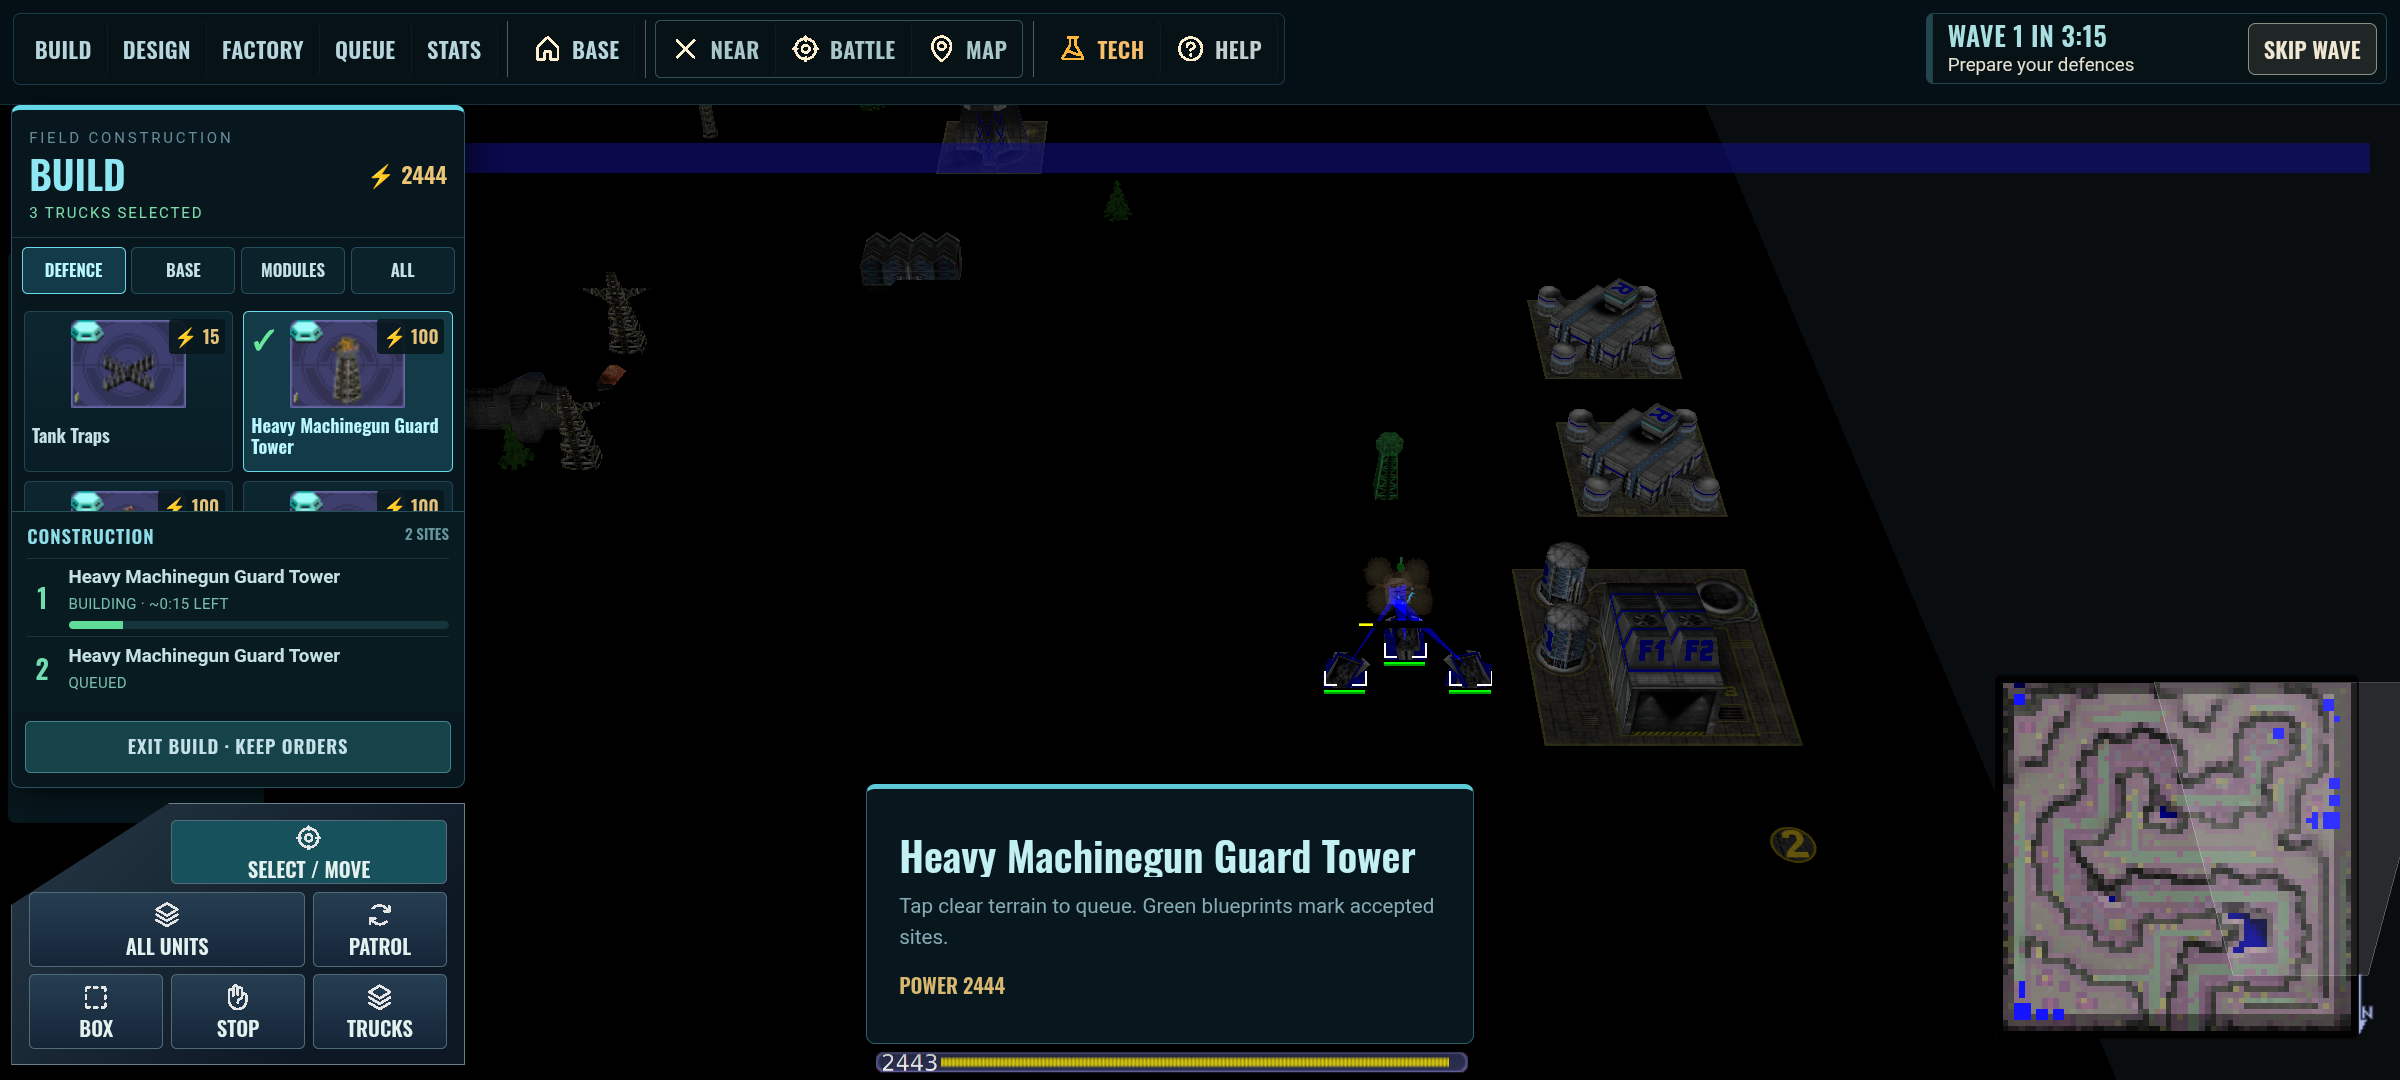 BUILD DESIGN FACTORY QUEUE STATS BASE NEAR BATTLE MAP TECH HELP
WAVE 1 IN 3:15
Prepare your defences
SKIP WAVE
FIELD CONSTRUCTION
BUILD
2444
3 TRUCKS SELECTED
DEFENCE BASE MODULES ALL
15
100
Tank Traps
Heavy Machinegun Guard
Tower
100
100
CONSTRUCTION
2 SITES
1
Heavy Machinegun Guard Tower
BUILDING · ~0:15 LEFT
2
Heavy Machinegun Guard Tower
QUEUED
EXIT BUILD · KEEP ORDERS
SELECT / MOVE
ALL UNITS
PATROL
BOX
STOP
TRUCKS
R
R
F1 F2
3
2
Heavy Machinegun Guard Tower
Tap clear terrain to queue. Green blueprints mark accepted
sites.
POWER 2444
2443
N